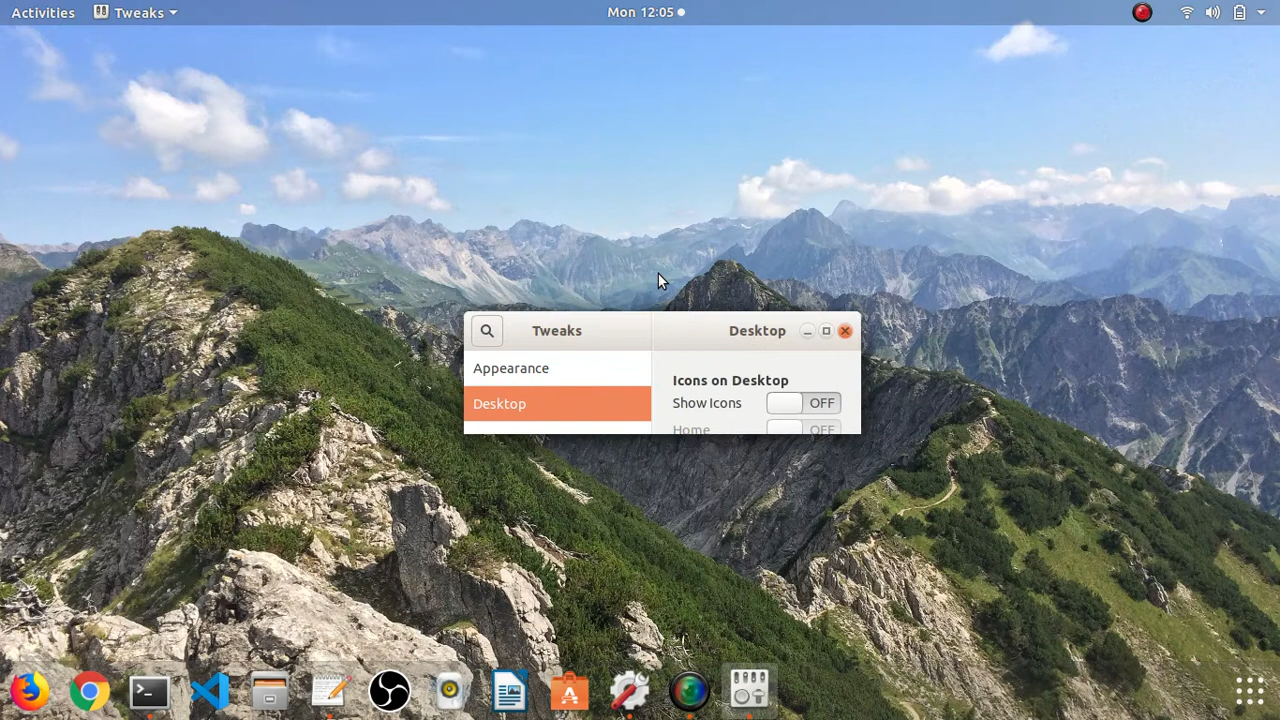 Activities Tweaks Mon 12:05
Tweaks Desktop
Appearance
Icons on Desktop
Show Icons OFF
Desktop
Home OFF